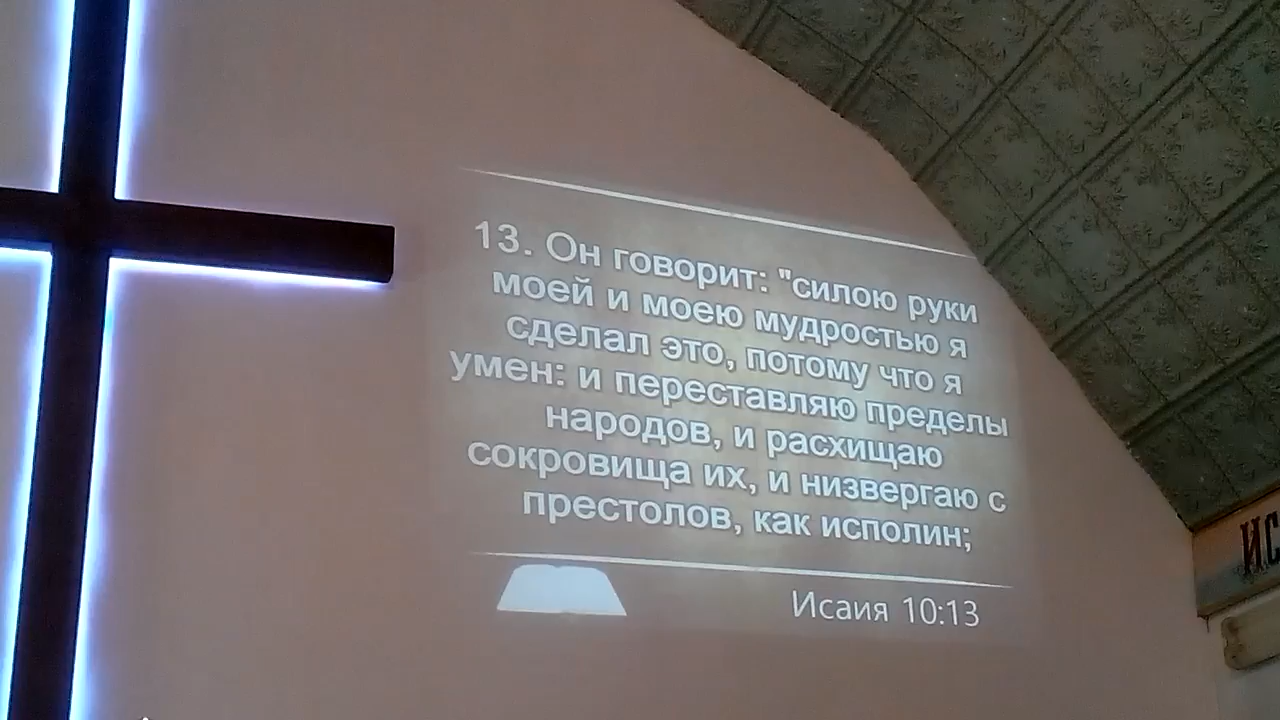 13. Он говорит: "силою руки
моей и моею мудростью я
сделал это, потому что я
умен: и переставляю пределы
народов, и расхищаю
сокровища их, и низвергаю с
престолов, как исполин;
Исаия 10:13